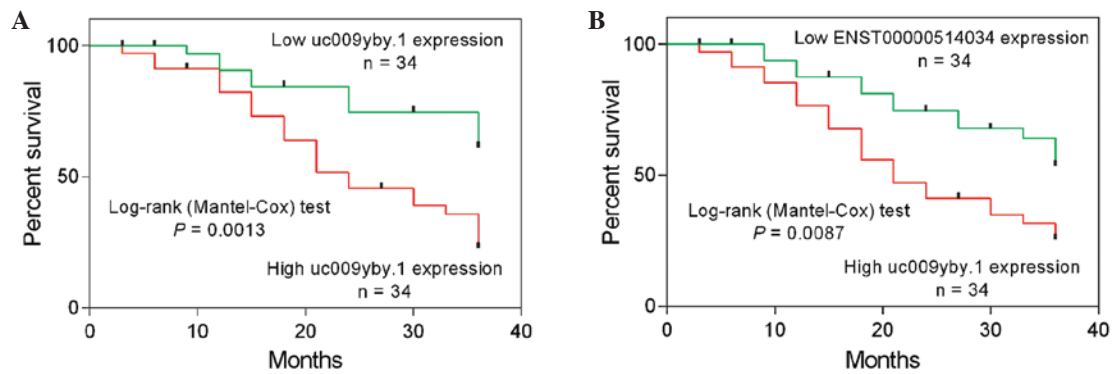 A
Percent survival
100
50
0
Low uc009yby.1 expression
n = 34
Log-rank (Mantel-Cox) test
P = 0.0013
High uc009yby.1 expression
n = 34
0 10 20 30 40
Months
B
Percent survival
100
50
0
Low ENST00000514034 expression
n = 34
Log-rank (Mantel-Cox) test
P = 0.0087
High uc009yby.1 expression
n = 34
0 10 20 30 40
Months